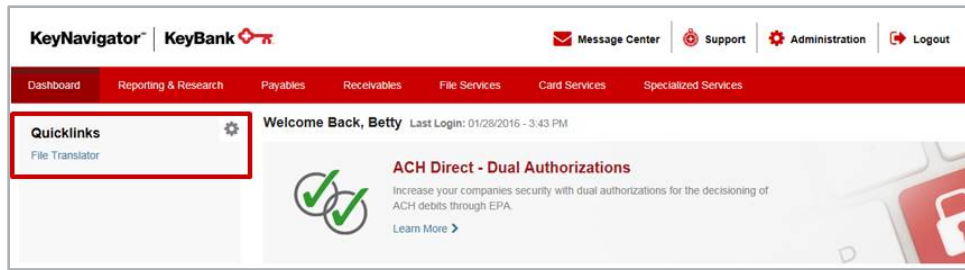 KeyNavigator™ KeyBank
Message Center Support Administration Logout
Dashboard Reporting & Research Payables Receivables File Services Card Services Specialized Services
Quicklinks
File Translator
Welcome Back, Betty Last Login: 01/28/2016 - 3:43 PM
ACH Direct - Dual Authorizations
Increase your companies security with dual authorizations for the decisioning of
ACH debits through EPA.
Learn More
D